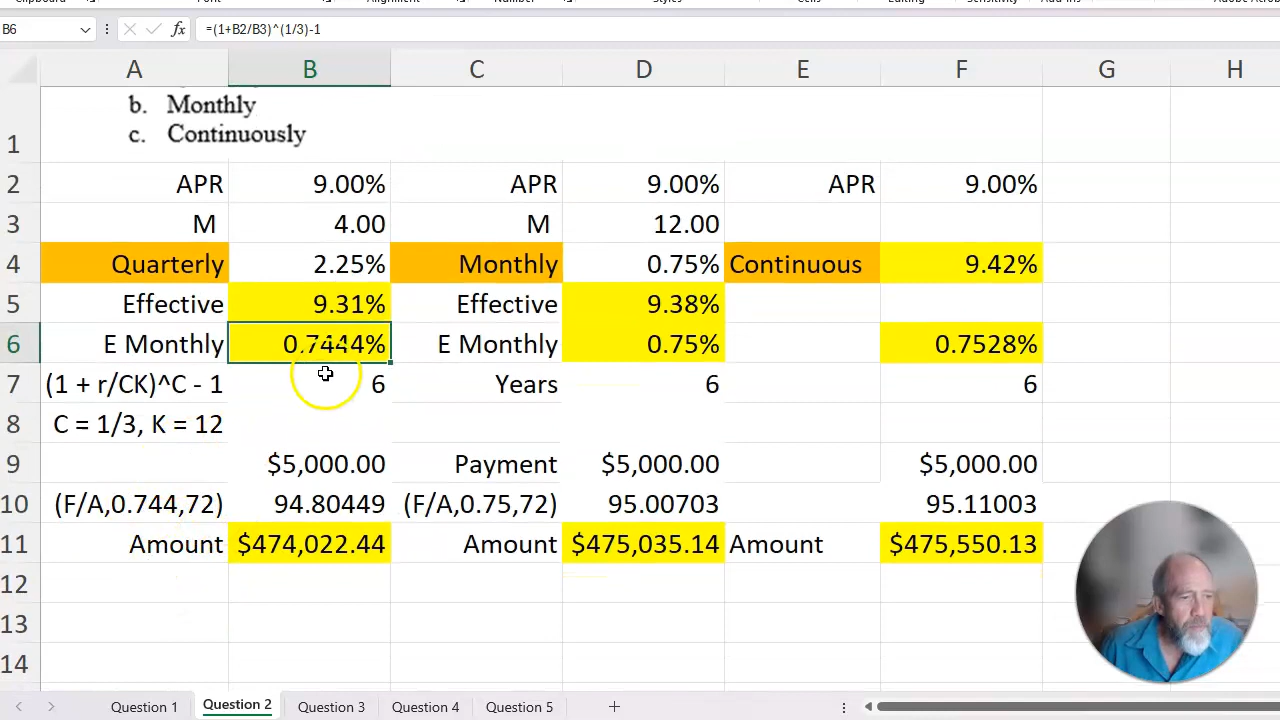 B6 fx =(1+B2/B3)^(1/3)-1
A B C D E F G H
b. Monthly
1 c. Continuously
2 APR 9.00% APR 9.00% APR 9.00%
3 M 4.00 M 12.00
4 Quarterly 2.25% Monthly 0.75% Continuous 9.42%
5 Effective 9.31% Effective 9.38%
6 E Monthly 0.7444% E Monthly 0.75% 0.7528%
7 (1 + r/CK)^C - 1 6 Years 6 6
8 C = 1/3, K = 12
9 $5,000.00 Payment $5,000.00 $5,000.00
10 (F/A,0.744,72) 94.80449 (F/A,0.75,72) 95.00703 95.11003
11 Amount $474,022.44 Amount $475,035.14 Amount $475,550.13
12
13
14
Question 1 Question 2 Question 3 Question 4 Question 5